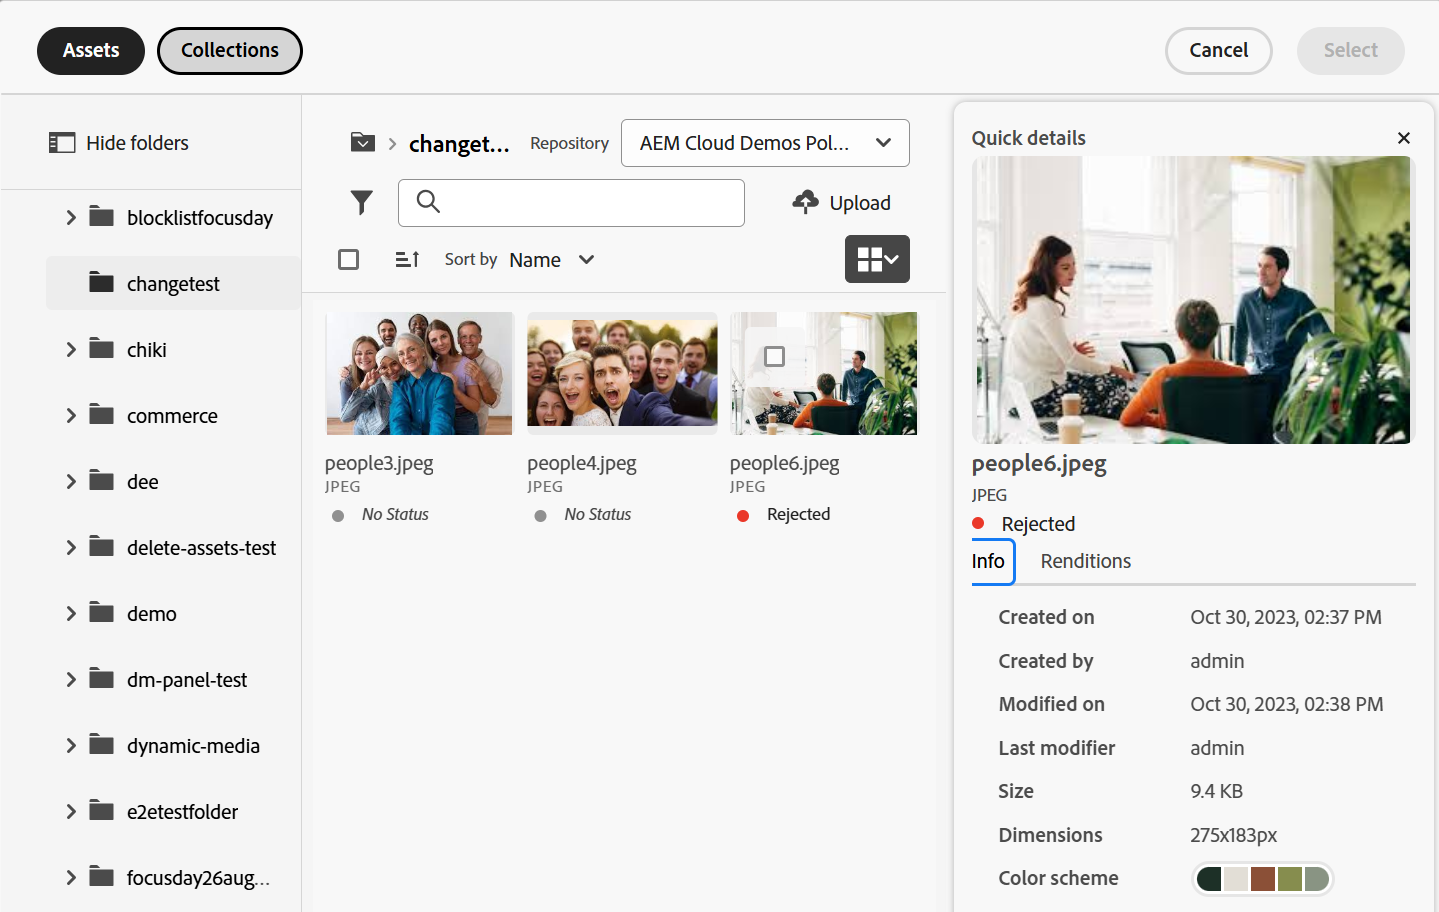 Assets
Collections
Cancel
Select
Hide folders
blocklistfocusday
changetest
chiki
commerce
dee
delete-assets-test
demo
dm-panel-test
dynamic-media
e2etestfolder
focusday26aug...
changet...
Repository
AEM Cloud Demos Pol...
Upload
Sort by Name
people3.jpeg
JPEG
No Status
people4.jpeg
JPEG
No Status
people6.jpeg
JPEG
Rejected
Quick details
people6.jpeg
JPEG
Rejected
Info
Renditions
Created on Oct 30, 2023, 02:37 PM
Created by admin
Modified on Oct 30, 2023, 02:38 PM
Last modifier admin
Size 9.4 KB
Dimensions 275x183px
Color scheme